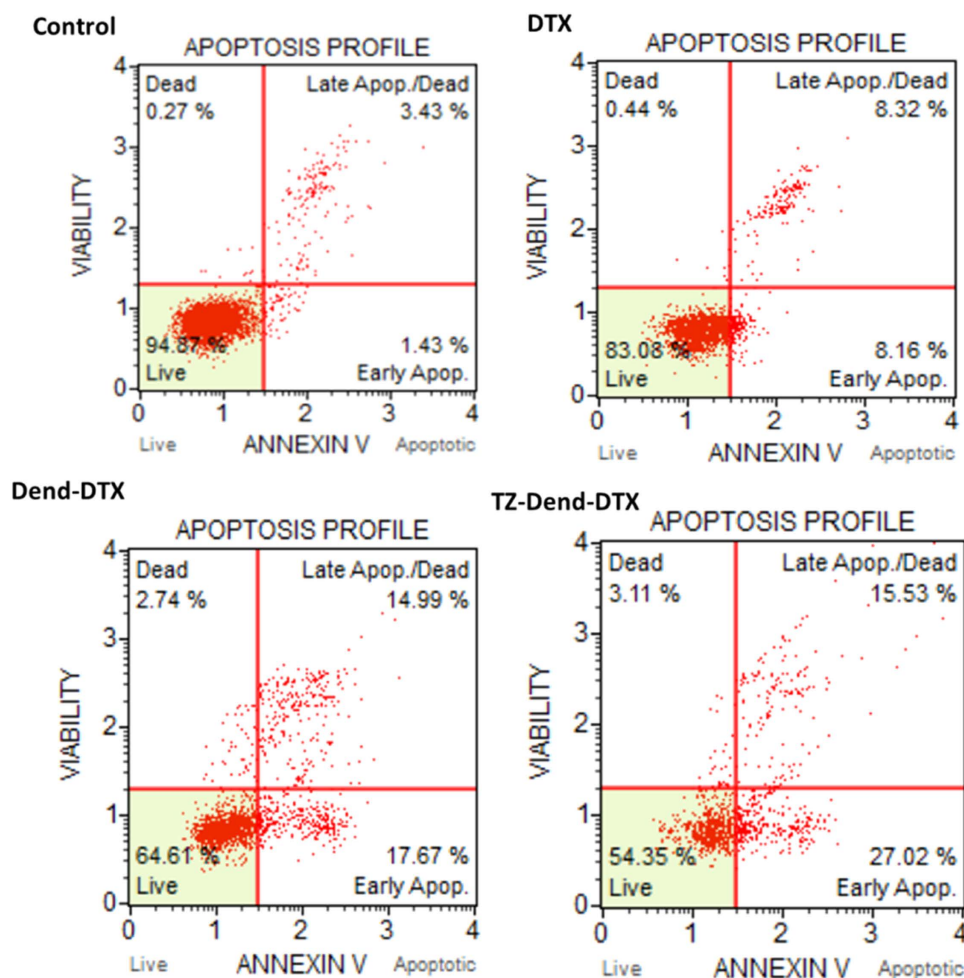 Control
APOPTOSIS PROFILE
Dead
0.27 %
Late Apop./Dead
3.43 %
94.87 %
Live
1.43 %
Early Apop.
VIABILITY
4
3
2
1
0
0 1 2 3 4
Live ANNEXIN V Apoptotic
DTX
APOPTOSIS PROFILE
Dead
0.44 %
Late Apop./Dead
8.32 %
83.08 %
Live
8.16 %
Early Apop.
VIABILITY
4
3
2
1
0
0 1 2 3 4
Live ANNEXIN V Apoptotic
Dend-DTX
APOPTOSIS PROFILE
Dead
2.74 %
Late Apop./Dead
14.99 %
64.61 %
Live
17.67 %
Early Apop.
VIABILITY
4
3
2
1
0
0 1 2 3 4
Live ANNEXIN V Apoptotic
TZ-Dend-DTX
APOPTOSIS PROFILE
Dead
3.11 %
Late Apop./Dead
15.53 %
54.35 %
Live
27.02 %
Early Apop.
VIABILITY
4
3
2
1
0
0 1 2 3 4
Live ANNEXIN V Apoptotic